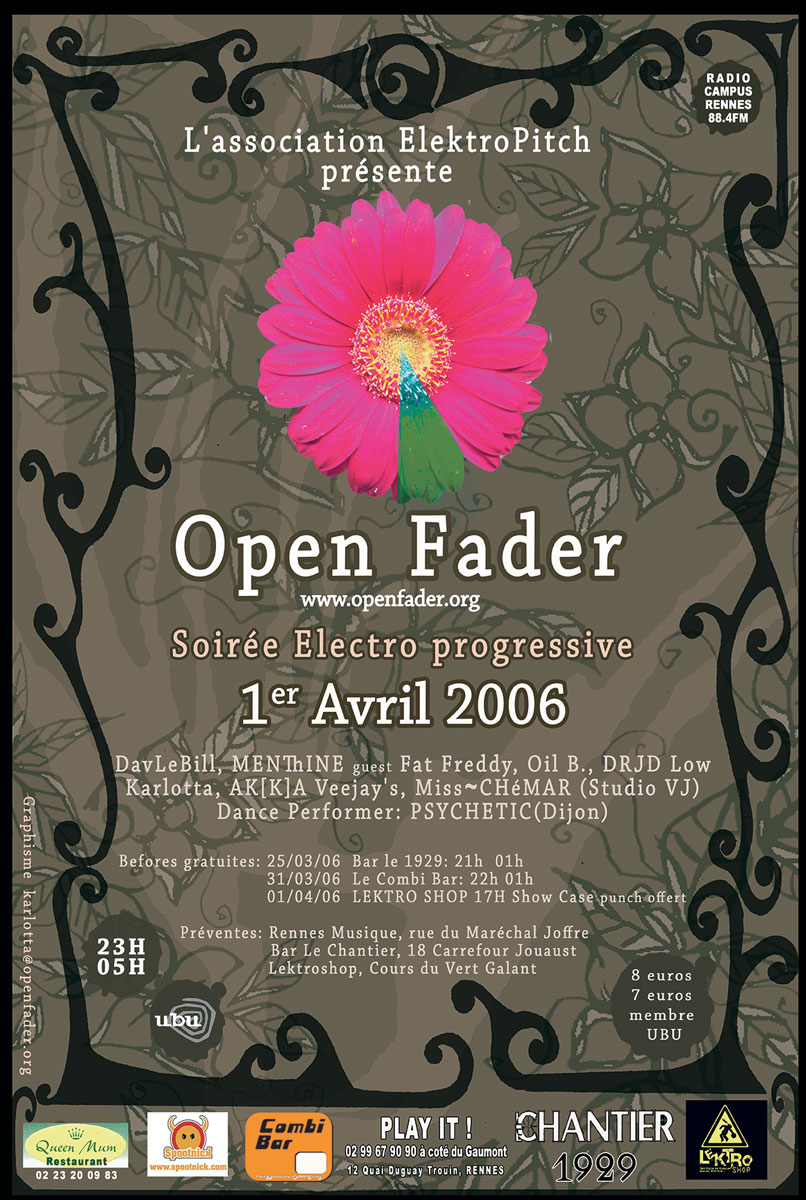 RADIO
CAMPUS
RENNES
88.4FM
L'association ElektroPitch
présente
Open Fader
www.openfader.org
Soirée Electro progressive
1er Avril 2006
DavLeBill, MENThINE guest Fat Freddy, Oil B., DRJD Low
Karlotta, AK[K]A Veejay's, Miss~CHéMAR (Studio VJ)
Dance Performer: PSYCHETIC(Dijon)
Befores gratuites: 25/03/06 Bar le 1929: 21h 01h
31/03/06 Le Combi Bar: 22h 01h
01/04/06 LEKTRO SHOP 17H Show Case punch offert
Préventes: Rennes Musique, rue du Maréchal Joffre
Bar Le Chantier, 18 Carrefour Jouaust
Lektroshop, Cours du Vert Galant
23H
05H
ubu
8 euros
7 euros
membre
UBU
Graphisme karlotta@openfader.org
Queen Mum
Restaurant
02 23 20 09 83
Spootnick
www.spootnick.com
Combi
Bar
PLAY IT !
02 99 67 90 90 à coté du Gaumont
12 Quai Duguay Trouin, RENNES
CHANTIER
1929
LEKTRO
SHOP